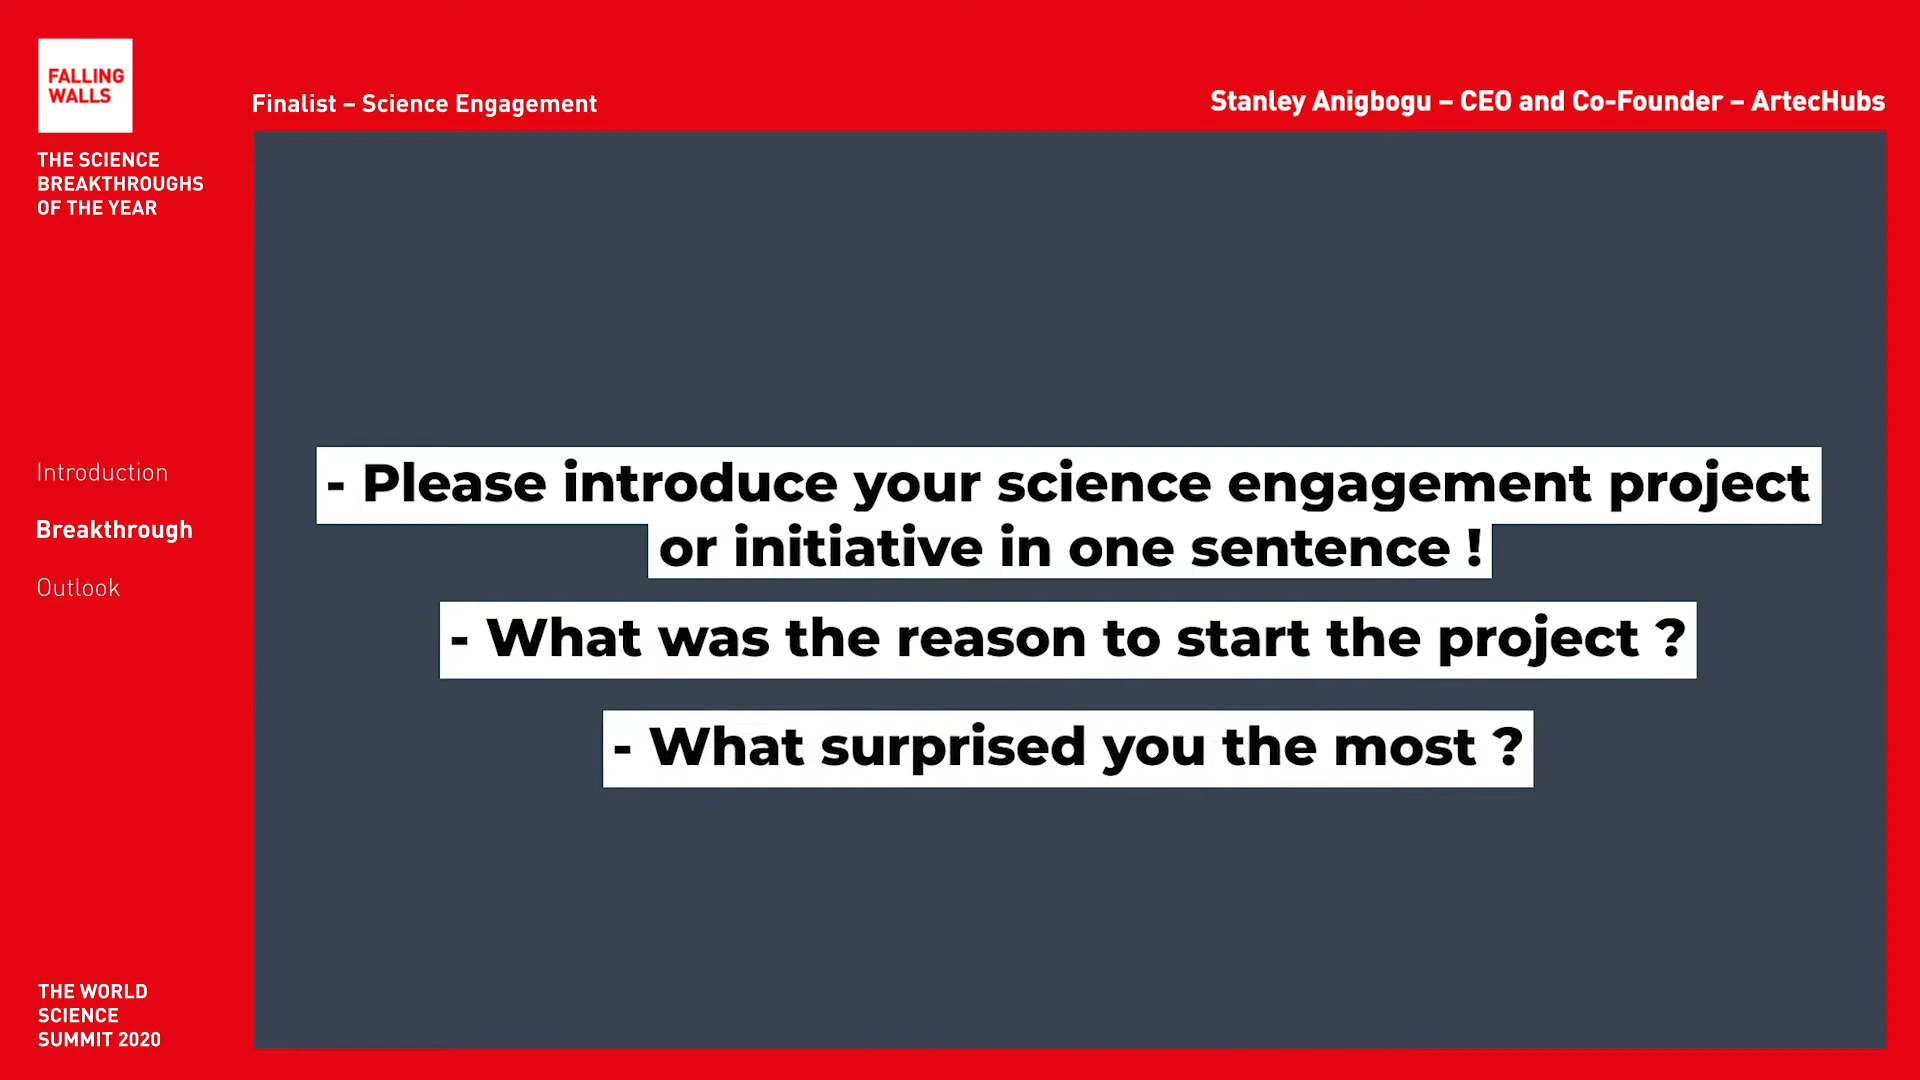 FALLING
WALLS
THE SCIENCE
BREAKTHROUGHS
OF THE YEAR
Finalist – Science Engagement
Stanley Anigbogu – CEO and Co-Founder – ArtecHubs
Introduction
Breakthrough
Outlook
- Please introduce your science engagement project
or initiative in one sentence !
- What was the reason to start the project ?
- What surprised you the most ?
THE WORLD
SCIENCE
SUMMIT 2020